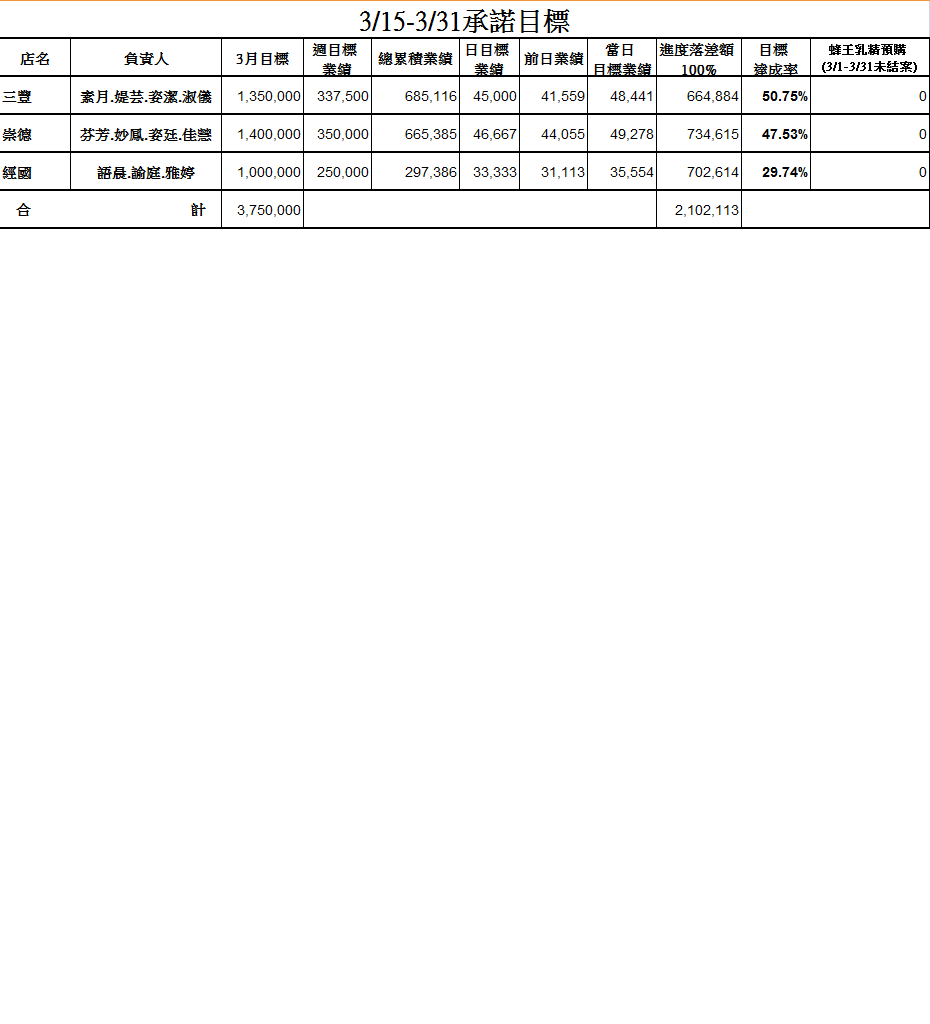 3/15-3/31承諾目標
店名 負責人 3月目標 週目標業績 總累積業績 日目標業績 前日業績 當日目標業績 進度落差額100% 目標達成率 蜂王乳精預購(3/1-3/31未結案)
三豐 素月.媞芸.姿潔.淑儀 1,350,000 337,500 685,116 45,000 41,559 48,441 664,884 50.75% 0
崇德 芬芳.妙鳳.姿廷.佳慧 1,400,000 350,000 665,385 46,667 44,055 49,278 734,615 47.53% 0
經國 語晨.諭庭.雅婷 1,000,000 250,000 297,386 33,333 31,113 35,554 702,614 29.74% 0
合計 3,750,000 2,102,113